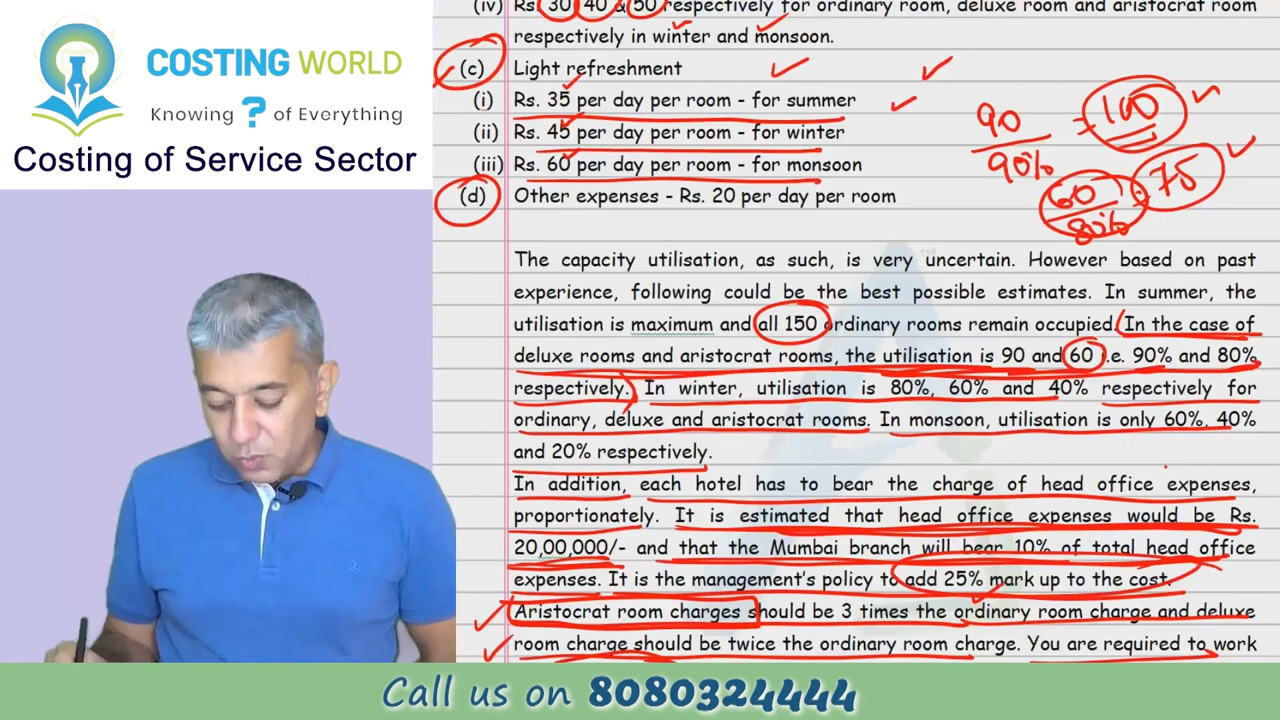 (iv) Rs. 30 40 & 50 respectively for ordinary room, deluxe room and aristocrat room
respectively in winter and monsoon.
COSTING WORLD
Knowing ? of Everything
Costing of Service Sector
(c) Light refreshment
(i) Rs. 35 per day per room - for summer
(ii) Rs. 45 per day per room - for winter
(iii) Rs. 60 per day per room - for monsoon
(d) Other expenses - Rs. 20 per day per room
90
90%
= 100
60
80%
= 75
The capacity utilisation, as such, is very uncertain. However based on past
experience, following could be the best possible estimates. In summer, the
utilisation is maximum and all 150 ordinary rooms remain occupied. In the case of
deluxe rooms and aristocrat rooms, the utilisation is 90 and 60 i.e. 90% and 80%
respectively. In winter, utilisation is 80%, 60% and 40% respectively for
ordinary, deluxe and aristocrat rooms. In monsoon, utilisation is only 60%, 40%
and 20% respectively.
In addition, each hotel has to bear the charge of head office expenses,
proportionately. It is estimated that head office expenses would be Rs.
20,00,000/- and that the Mumbai branch will bear 10% of total head office
expenses. It is the management's policy to add 25% mark up to the cost.
Aristocrat room charges should be 3 times the ordinary room charge and deluxe
room charge should be twice the ordinary room charge. You are required to work
Call us on 8080324444